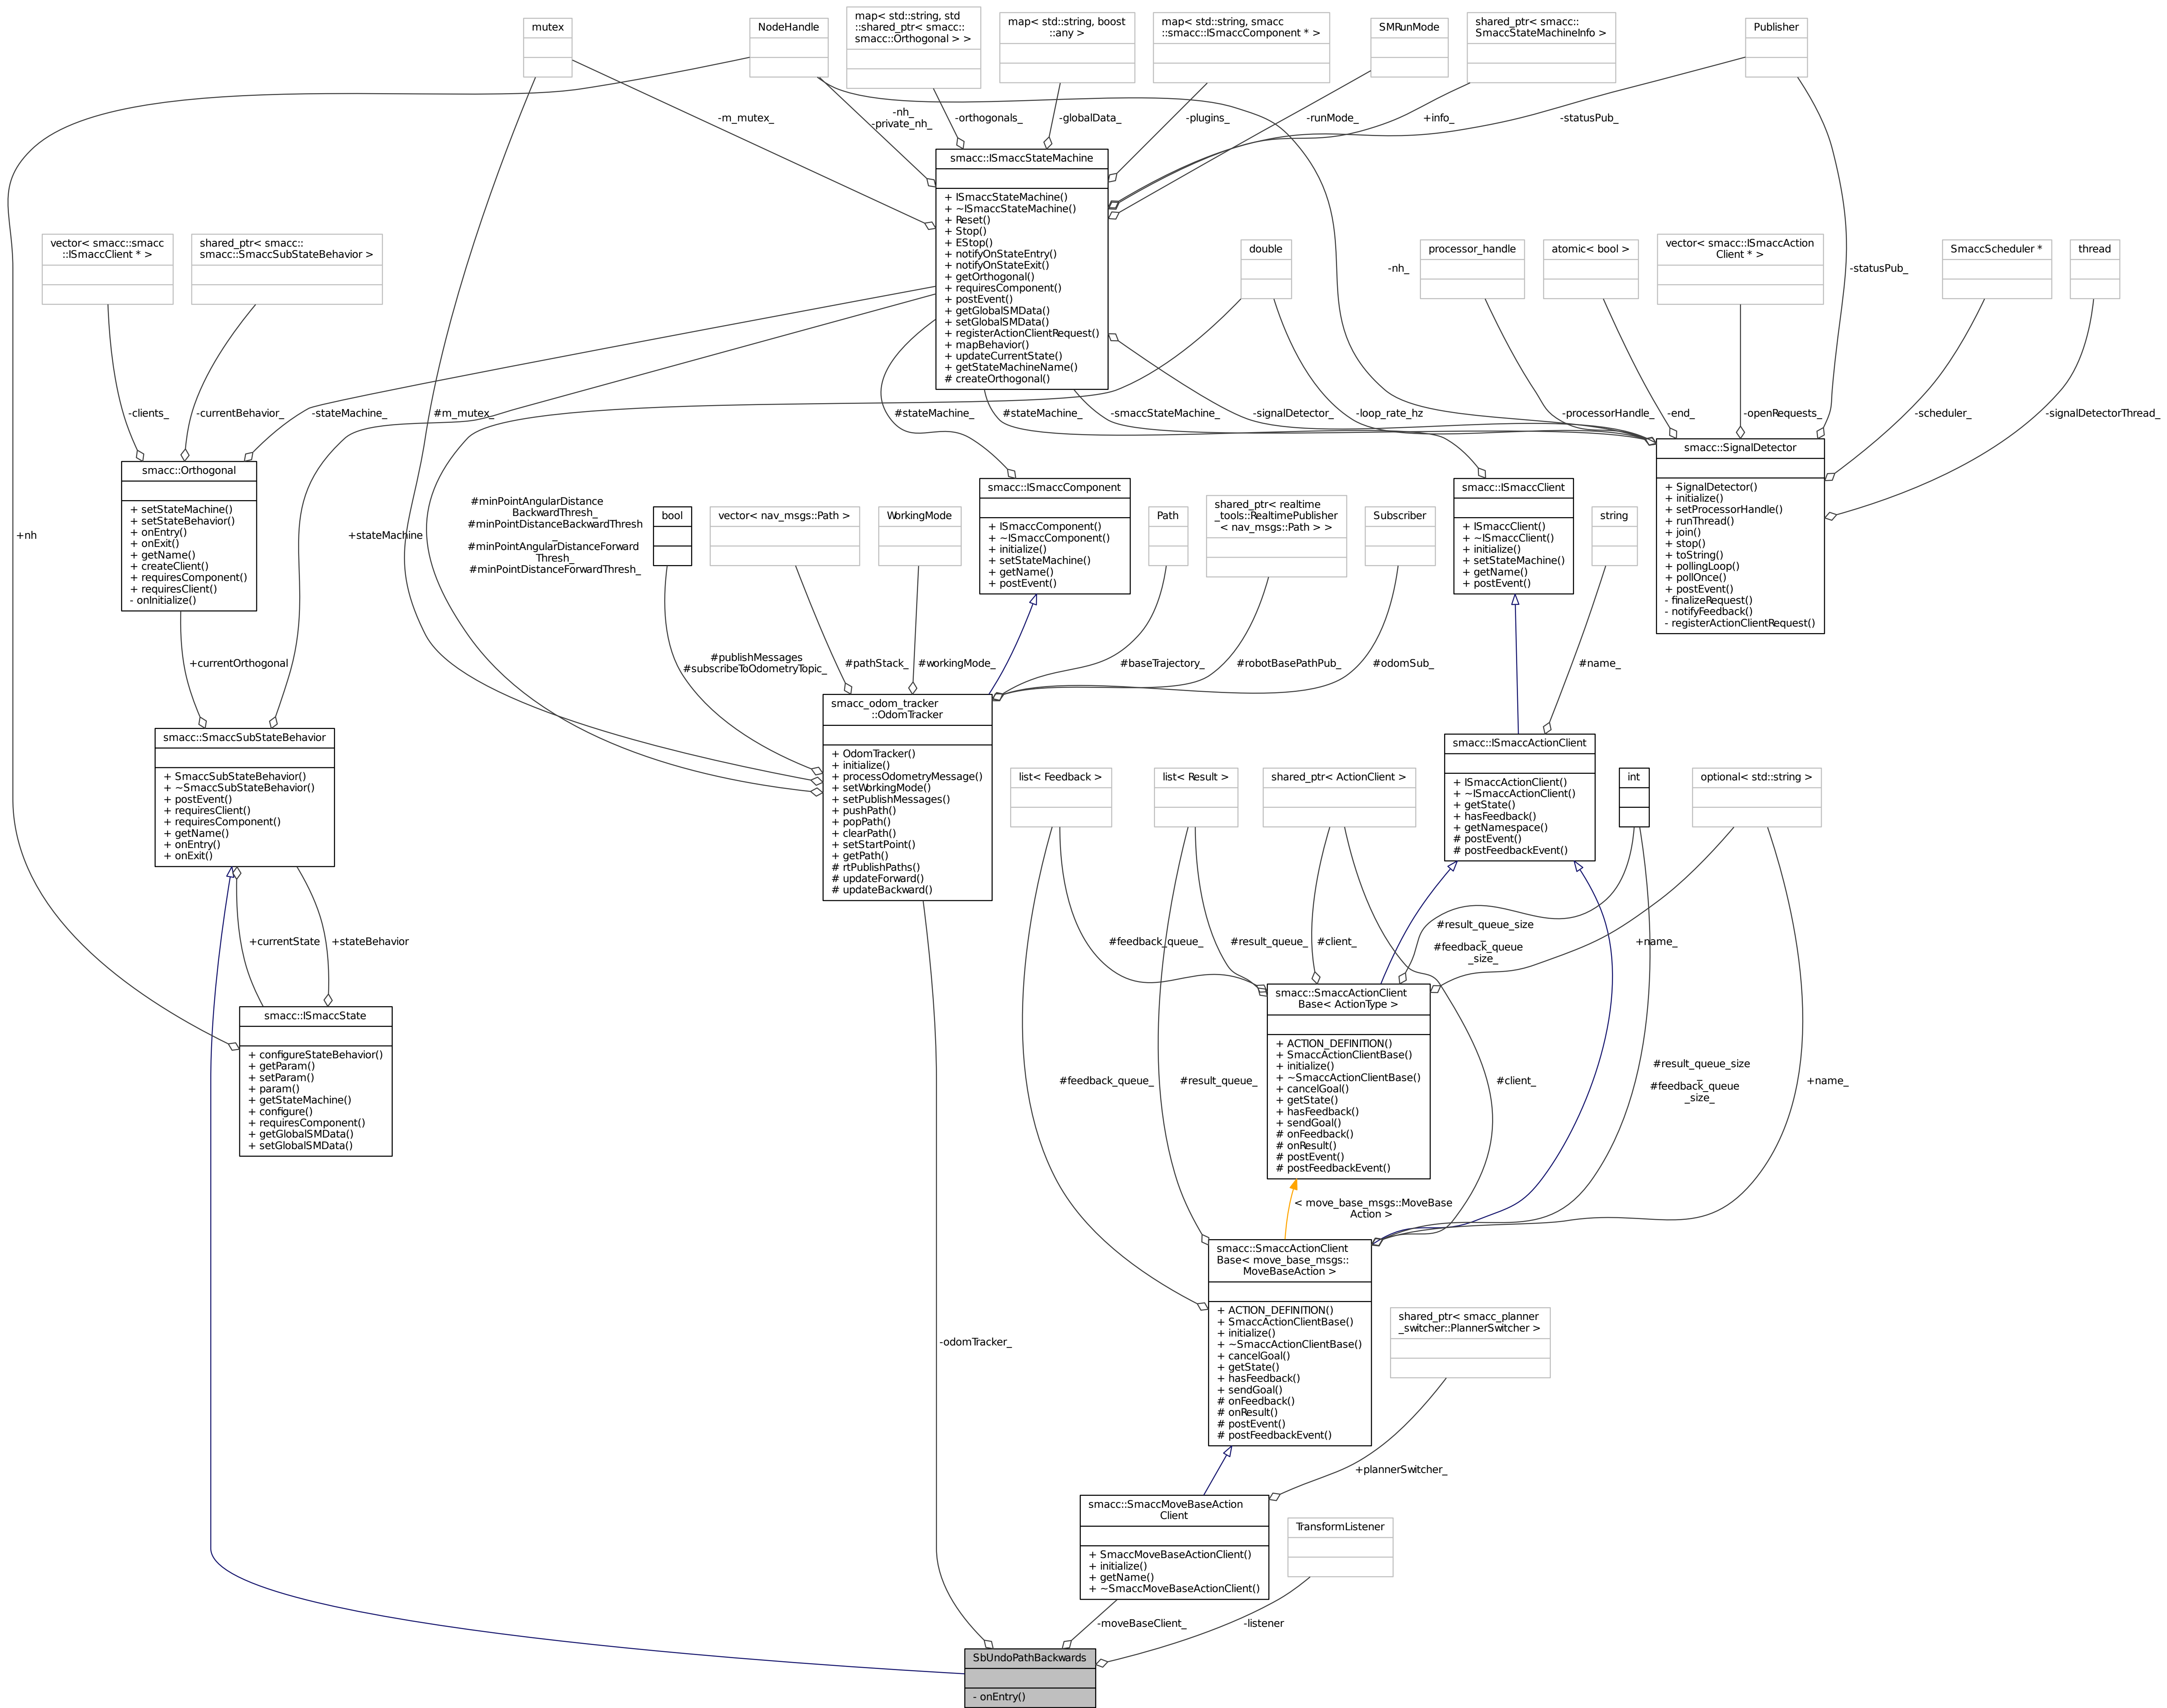 mutex
NodeHandle
map< std::string, std
::shared_ptr< smacc::
smacc::Orthogonal > >
map< std::string, boost
::any >
map< std::string, smacc
::smacc::ISmaccComponent * >
SMRunMode
shared_ptr< smacc::
SmaccStateMachineInfo >
Publisher
-m_mutex_
-nh_
-private_nh_
-orthogonals_
-globalData_
-plugins_
-runMode_
+info_
-statusPub_
smacc::ISmaccStateMachine
+ ISmaccStateMachine()
+ ~ISmaccStateMachine()
+ Reset()
+ Stop()
+ EStop()
+ notifyOnStateEntry()
+ notifyOnStateExit()
+ getOrthogonal()
+ requiresComponent()
+ postEvent()
+ getGlobalSMData()
+ setGlobalSMData()
+ registerActionClientRequest()
+ mapBehavior()
+ updateCurrentState()
+ getStateMachineName()
# createOrthogonal()
vector< smacc::smacc
::ISmaccClient * >
shared_ptr< smacc::
smacc::SmaccSubStateBehavior >
double
-nh_
processor_handle
atomic< bool >
vector< smacc::ISmaccAction
Client * >
-statusPub_
SmaccScheduler *
thread
-clients_
-currentBehavior_
-stateMachine_
#m_mutex_
#stateMachine_
#stateMachine_
-smaccStateMachine_
-signalDetector_
-loop_rate_hz
-processorHandle_
-end_
-openRequests_
-scheduler_
-signalDetectorThread_
smacc::Orthogonal
+ setStateMachine()
+ setStateBehavior()
+ onEntry()
+ onExit()
+ getName()
+ createClient()
+ requiresComponent()
+ requiresClient()
- onInitialize()
smacc::SignalDetector
+ SignalDetector()
+ initialize()
+ setProcessorHandle()
+ runThread()
+ join()
+ stop()
+ toString()
+ pollingLoop()
+ pollOnce()
+ postEvent()
- finalizeRequest()
- notifyFeedback()
- registerActionClientRequest()
+nh
+stateMachine
#minPointAngularDistance
BackwardThresh_
#minPointDistanceBackwardThresh
_
#minPointAngularDistanceForward
Thresh_
#minPointDistanceForwardThresh_
bool
vector< nav_msgs::Path >
WorkingMode
smacc::ISmaccComponent
+ ISmaccComponent()
+ ~ISmaccComponent()
+ initialize()
+ setStateMachine()
+ getName()
+ postEvent()
Path
shared_ptr< realtime
_tools::RealtimePublisher
< nav_msgs::Path > >
Subscriber
smacc::ISmaccClient
+ ISmaccClient()
+ ~ISmaccClient()
+ initialize()
+ setStateMachine()
+ getName()
+ postEvent()
string
+currentOrthogonal
#publishMessages
#subscribeToOdometryTopic_
#pathStack_
#workingMode_
#baseTrajectory_
#robotBasePathPub_
#odomSub_
#name_
smacc::SmaccSubStateBehavior
+ SmaccSubStateBehavior()
+ ~SmaccSubStateBehavior()
+ postEvent()
+ requiresClient()
+ requiresComponent()
+ getName()
+ onEntry()
+ onExit()
smacc_odom_tracker
::OdomTracker
+ OdomTracker()
+ initialize()
+ processOdometryMessage()
+ setWorkingMode()
+ setPublishMessages()
+ pushPath()
+ popPath()
+ clearPath()
+ setStartPoint()
+ getPath()
# rtPublishPaths()
# updateForward()
# updateBackward()
list< Feedback >
list< Result >
shared_ptr< ActionClient >
smacc::ISmaccActionClient
+ ISmaccActionClient()
+ ~ISmaccActionClient()
+ getState()
+ hasFeedback()
+ getNamespace()
# postEvent()
# postFeedbackEvent()
int
optional< std::string >
+currentState
+stateBehavior
#feedback_queue_
#result_queue_
#client_
#result_queue_size
_
#feedback_queue
_size_
+name_
smacc::ISmaccState
+ configureStateBehavior()
+ getParam()
+ setParam()
+ param()
+ getStateMachine()
+ configure()
+ requiresComponent()
+ getGlobalSMData()
+ setGlobalSMData()
smacc::SmaccActionClient
Base< ActionType >
+ ACTION_DEFINITION()
+ SmaccActionClientBase()
+ initialize()
+ ~SmaccActionClientBase()
+ cancelGoal()
+ getState()
+ hasFeedback()
+ sendGoal()
# onFeedback()
# onResult()
# postEvent()
# postFeedbackEvent()
#feedback_queue_
#result_queue_
#client_
#result_queue_size
_
#feedback_queue
_size_
+name_
< move_base_msgs::MoveBase
Action >
smacc::SmaccActionClient
Base< move_base_msgs::
MoveBaseAction >
+ ACTION_DEFINITION()
+ SmaccActionClientBase()
+ initialize()
+ ~SmaccActionClientBase()
+ cancelGoal()
+ getState()
+ hasFeedback()
+ sendGoal()
# onFeedback()
# onResult()
# postEvent()
# postFeedbackEvent()
-odomTracker_
shared_ptr< smacc_planner
_switcher::PlannerSwitcher >
+plannerSwitcher_
smacc::SmaccMoveBaseAction
Client
+ SmaccMoveBaseActionClient()
+ initialize()
+ getName()
+ ~SmaccMoveBaseActionClient()
TransformListener
-moveBaseClient_
-listener
SbUndoPathBackwards
- onEntry()